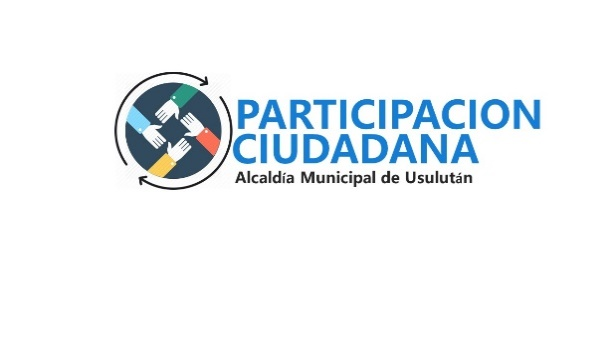 PARTICIPACION
CIUDADANA
Alcaldía Municipal de Usulután